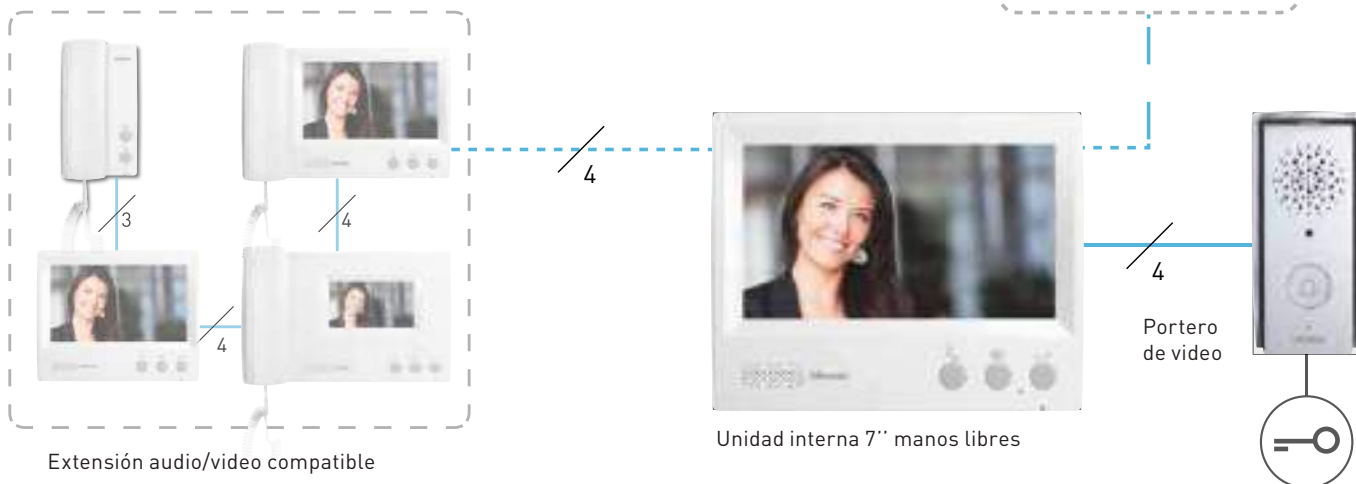 4
3
4
4
4
Portero
de video
Unidad interna 7’’ manos libres
Extensión audio/video compatible